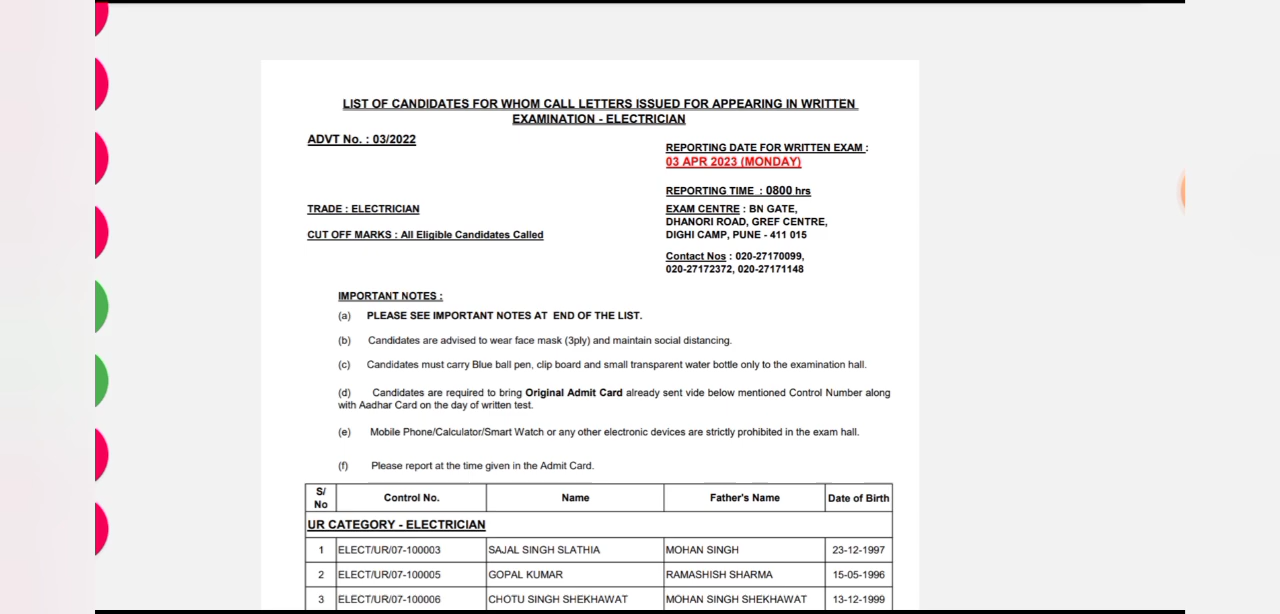 LIST OF CANDIDATES FOR WHOM CALL LETTERS ISSUED FOR APPEARING IN WRITTEN
EXAMINATION - ELECTRICIAN
ADVT No. : 03/2022
REPORTING DATE FOR WRITTEN EXAM :
03 APR 2023 (MONDAY)
REPORTING TIME : 0800 hrs
TRADE : ELECTRICIAN
EXAM CENTRE : BN GATE,
DHANORI ROAD, GREF CENTRE,
CUT OFF MARKS : All Eligible Candidates Called
DIGHI CAMP, PUNE - 411 015
Contact Nos : 020-27170099,
020-27172372, 020-27171148
IMPORTANT NOTES :
(a) PLEASE SEE IMPORTANT NOTES AT END OF THE LIST.
(b) Candidates are advised to wear face mask (3ply) and maintain social distancing.
(c) Candidates must carry Blue ball pen, clip board and small transparent water bottle only to the examination hall.
(d) Candidates are required to bring Original Admit Card already sent vide below mentioned Control Number along
with Aadhar Card on the day of written test.
(e) Mobile Phone/Calculator/Smart Watch or any other electronic devices are strictly prohibited in the exam hall.
(f) Please report at the time given in the Admit Card.
S/ No Control No. Name Father's Name Date of Birth
UR CATEGORY - ELECTRICIAN
1 ELECT/UR/07-100003 SAJAL SINGH SLATHIA MOHAN SINGH 23-12-1997
2 ELECT/UR/07-100005 GOPAL KUMAR RAMASHISH SHARMA 15-05-1996
3 ELECT/UR/07-100006 CHOTU SINGH SHEKHAWAT MOHAN SINGH SHEKHAWAT 13-12-1999